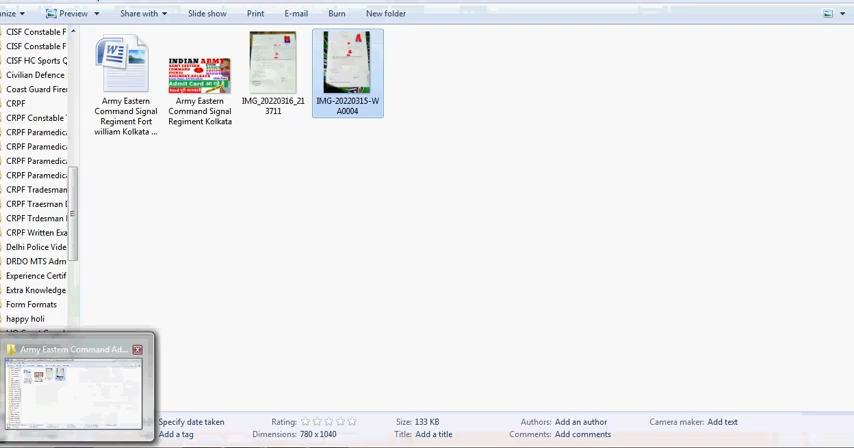 Preview
Share with
Slide show
Print
E-mail
Burn
New folder
CISF Constable F
CISF Constable F
CISF HC Sports Q
Civilian Defence
Coast Guard Firen
CRPF
CRPF Constable
CRPF Paramedica
CRPF Paramedica
CRPF Paramedica
CRPF Paramedica
CRPF Tradesman
CRPF Traesman D
CRPF Trdesman
CRPF Written Exa
Delhi Police Vide
DRDO MTS Adm
Experience Certif
Extra Knowledge
Form Formats
happy holi
Army Eastern
Command Signal
Regiment Fort
william Kolkata ...
INDIAN ARMY
Admit Card
Army Eastern
Command Signal
Regiment Kolkata
IMG_20220316_21
3711
IMG-20220315-W
A0004
Army Eastern Command Ad...
Specify date taken
Add a tag
Rating:
Dimensions: 780 x 1040
Size: 133 KB
Title: Add a title
Authors: Add an author
Comments: Add comments
Camera maker: Add text